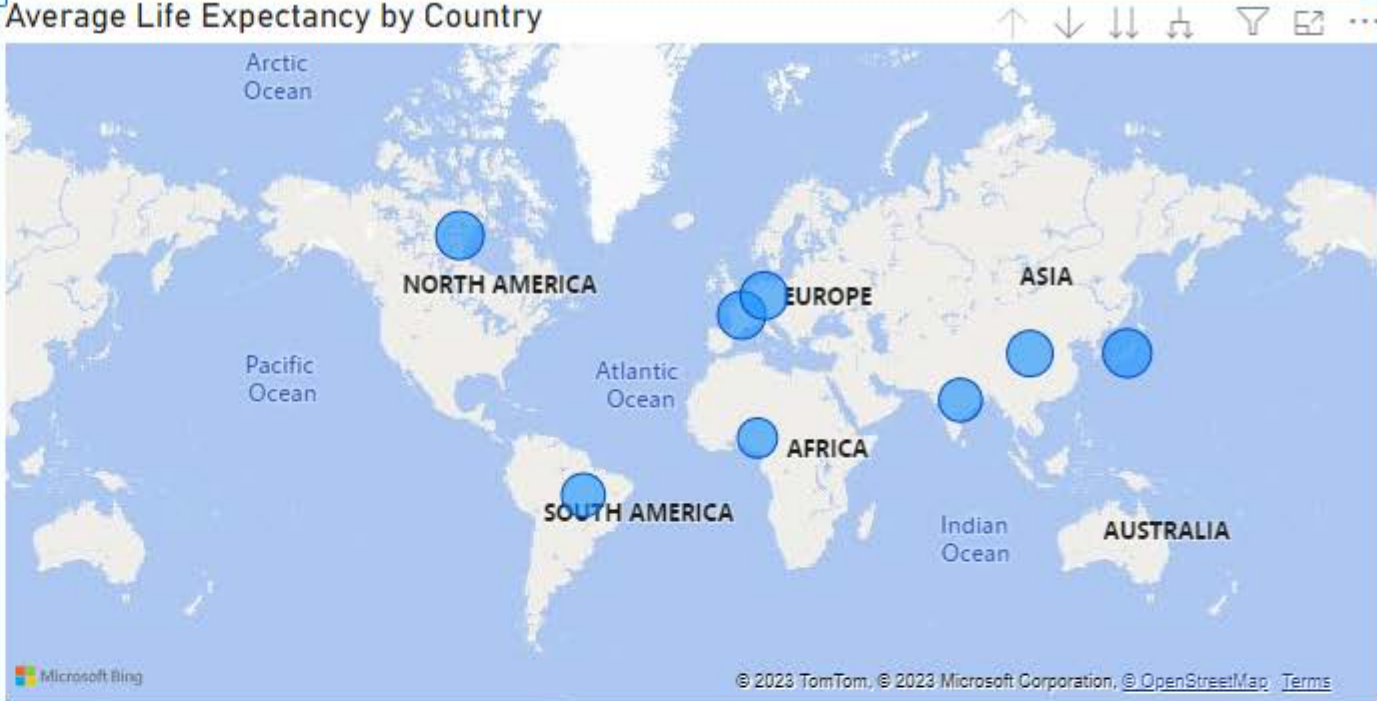 Average Life Expectancy by Country
Arctic
Ocean
NORTH AMERICA
EUROPE
ASIA
Pacific
Ocean
Atlantic
Ocean
AFRICA
SOUTH AMERICA
Indian
Ocean
AUSTRALIA
Microsoft Bing
© 2023 TomTom, © 2023 Microsoft Corporation, © OpenStreetMap Terms